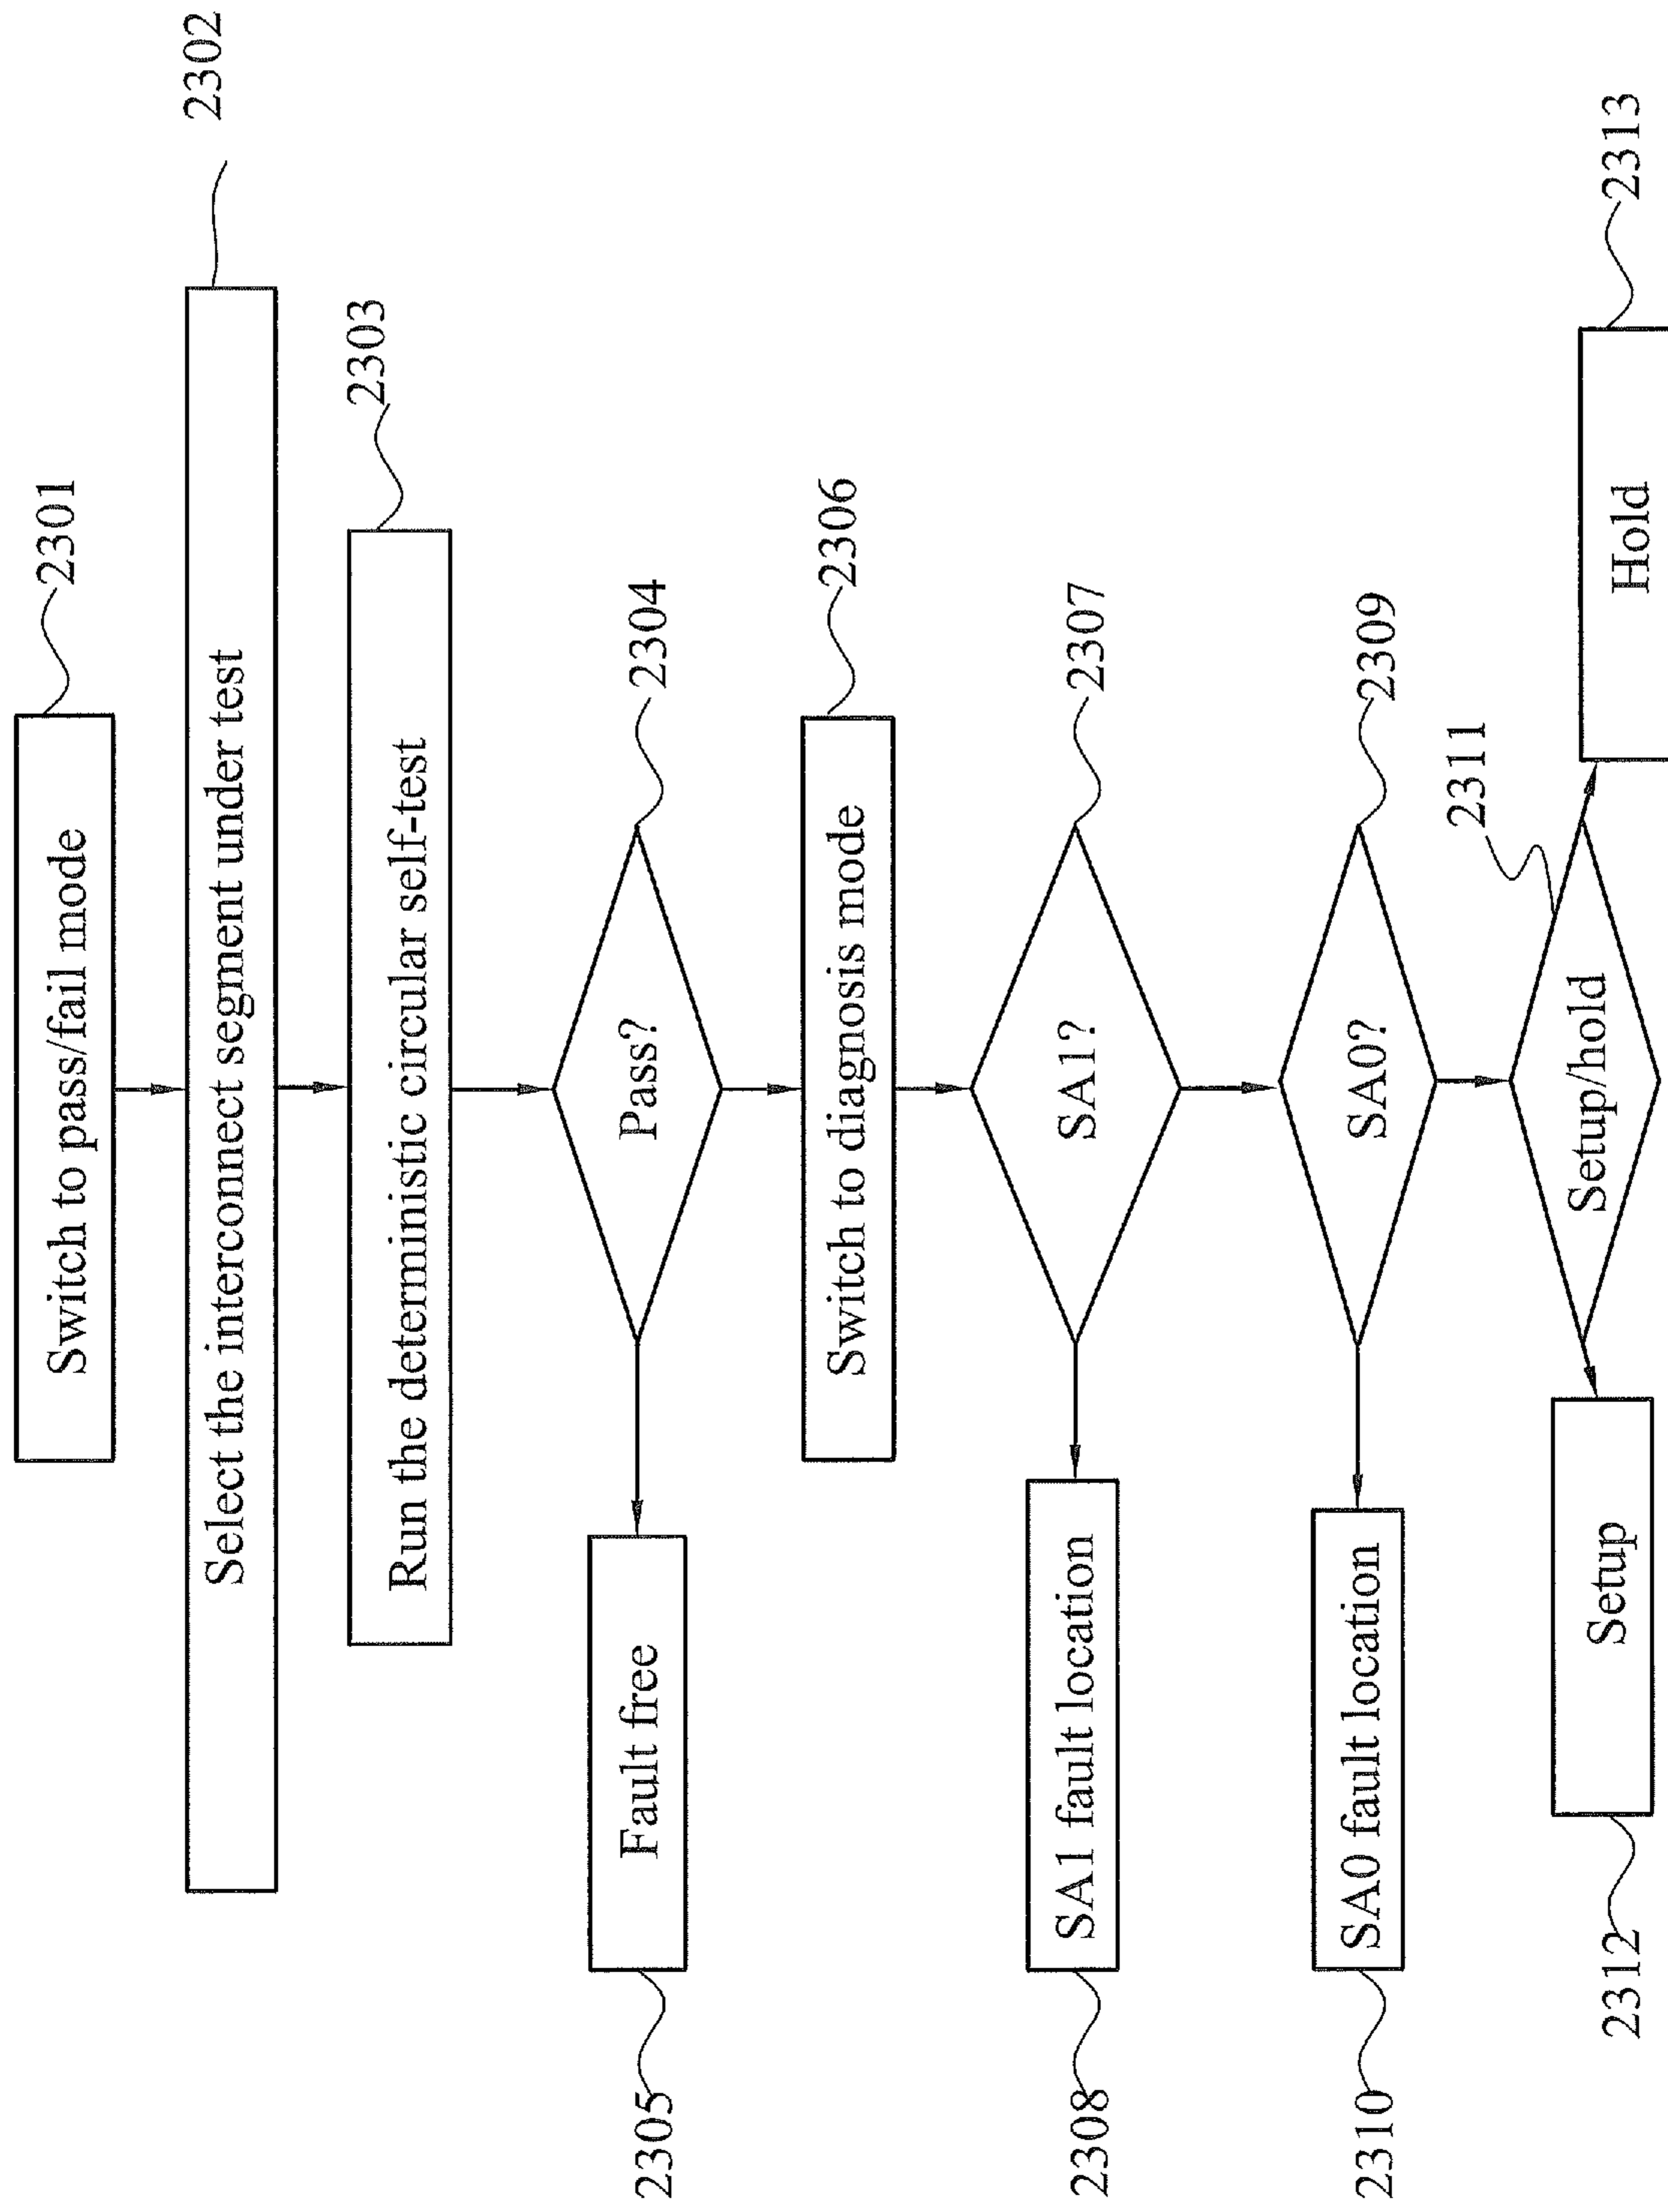 Switch to pass/fail mode
2301
Select the interconnect segment under test
2302
Run the deterministic circular self-test
2303
Pass?
2304
Fault free
2305
Switch to diagnosis mode
2306
SA1?
2307
SA1 fault location
2308
SA0?
2309
SA0 fault location
2310
Setup/hold
2311
Setup
2312
Hold
2313